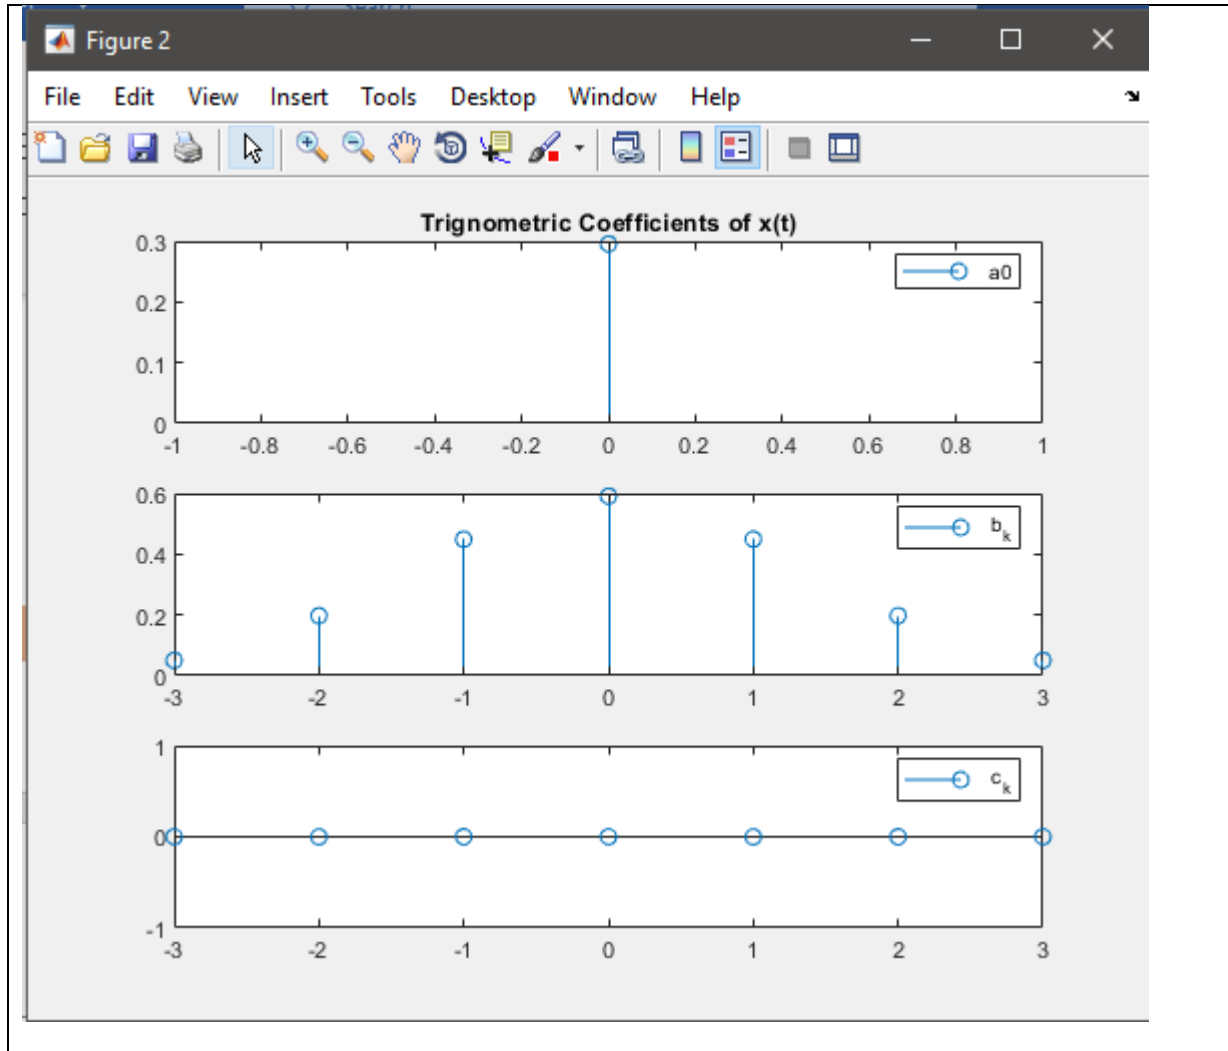 Figure 2
File Edit View Insert Tools Desktop Window Help
Trignometric Coefficients of x(t)
0.3
0.2
0.1
0
-1 -0.8 -0.6 -0.4 -0.2 0 0.2 0.4 0.6 0.8 1
a0
0.6
0.4
0.2
0
-3 -2 -1 0 1 2 3
b_k
1
0
-1
-3 -2 -1 0 1 2 3
c_k